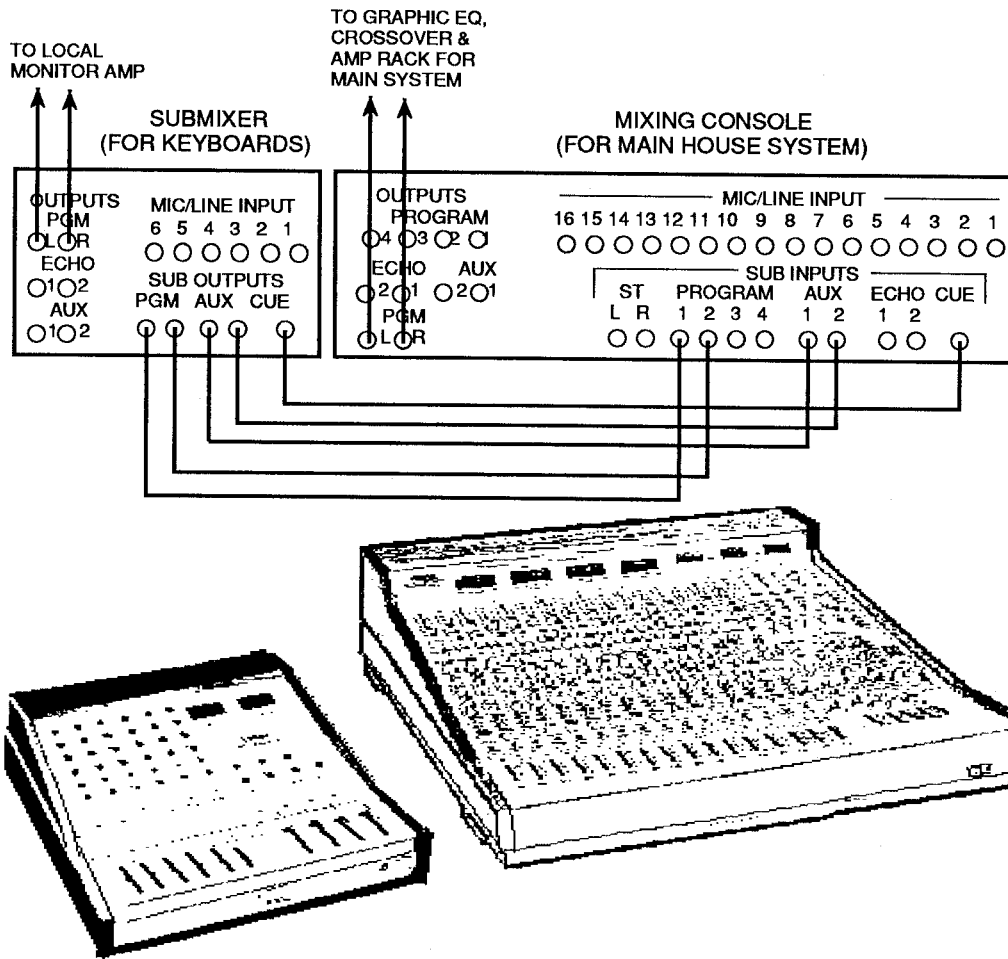 TO LOCAL
MONITOR AMP
TO GRAPHIC EQ,
CROSSOVER &
AMP RACK FOR
MAIN SYSTEM
SUBMIXER
(FOR KEYBOARDS)
OUTPUTS
PGM
L R
ECHO
1 2
AUX
1 2
MIC/LINE INPUT
6 5 4 3 2 1
SUB OUTPUTS
PGM AUX CUE
MIXING CONSOLE
(FOR MAIN HOUSE SYSTEM)
OUTPUTS
PROGRAM
4 3 2 1
ECHO AUX
2 1 2 1
PGM
L R
MIC/LINE INPUT
16 15 14 13 12 11 10 9 8 7 6 5 4 3 2 1
SUB INPUTS
ST PROGRAM AUX ECHO CUE
L R 1 2 3 4 1 2 1 2